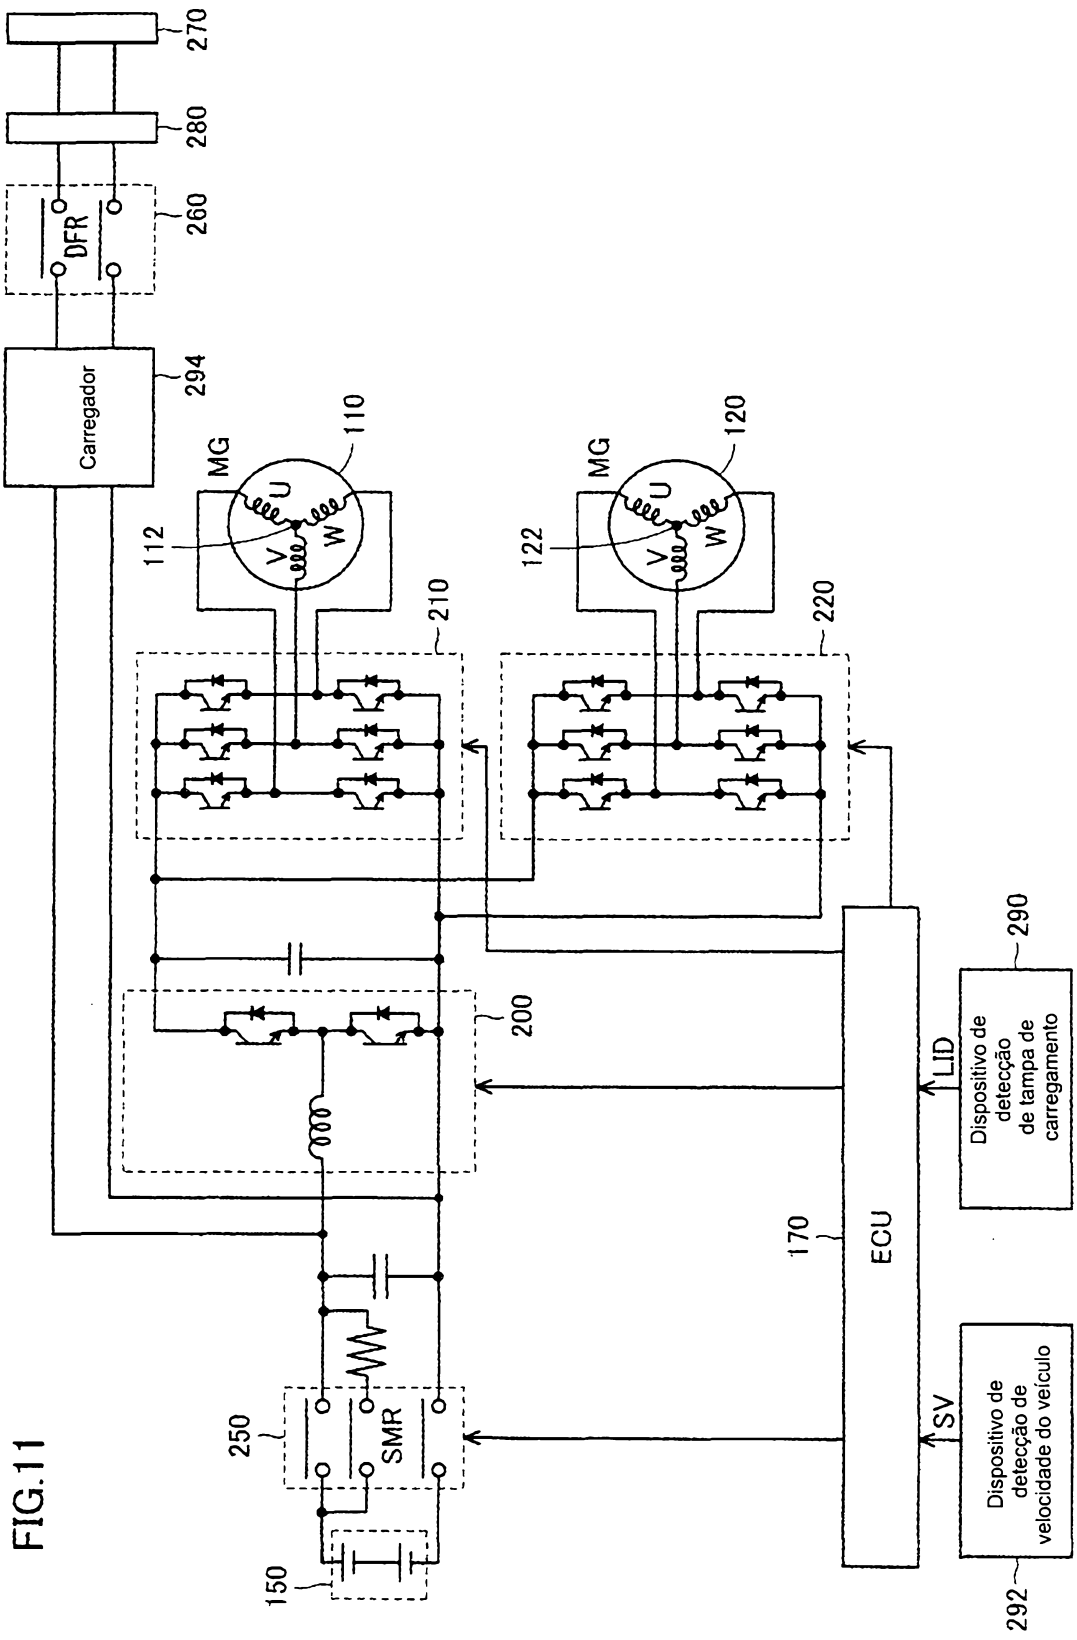 FIG.11
150
250
SMR
200
210
112
MG
U
V
W
110
220
122
MG
U
V
W
120
Carregador
294
DFR
260
280
270
170
ECU
SV
LID
Dispositivo de
detecção de
velocidade do veículo
292
Dispositivo de
detecção
de tampa de
carregamento
290